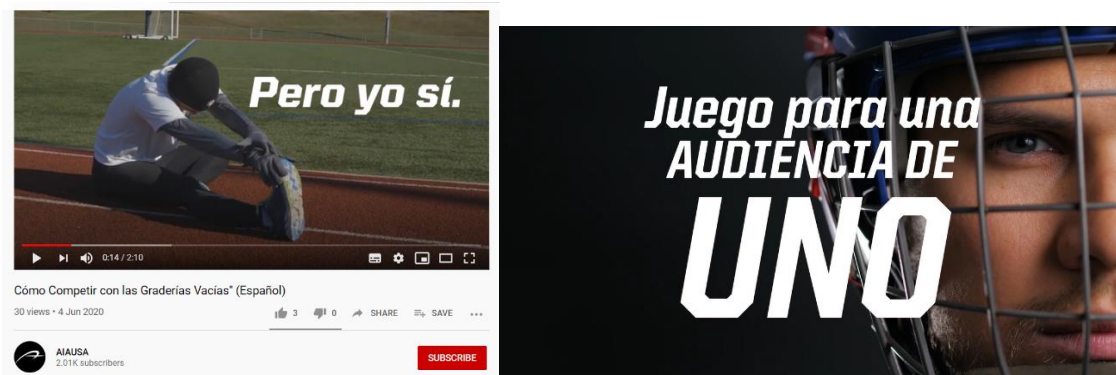 Pero yo sí.
0:14 / 2:10
Cómo Competir con las Graderías Vacías" (Español)
30 views • 4 Jun 2020
3
0
SHARE
SAVE
AIAUSA
2.01K subscribers
SUBSCRIBE
Juego para una
AUDIENCIA DE
UNO